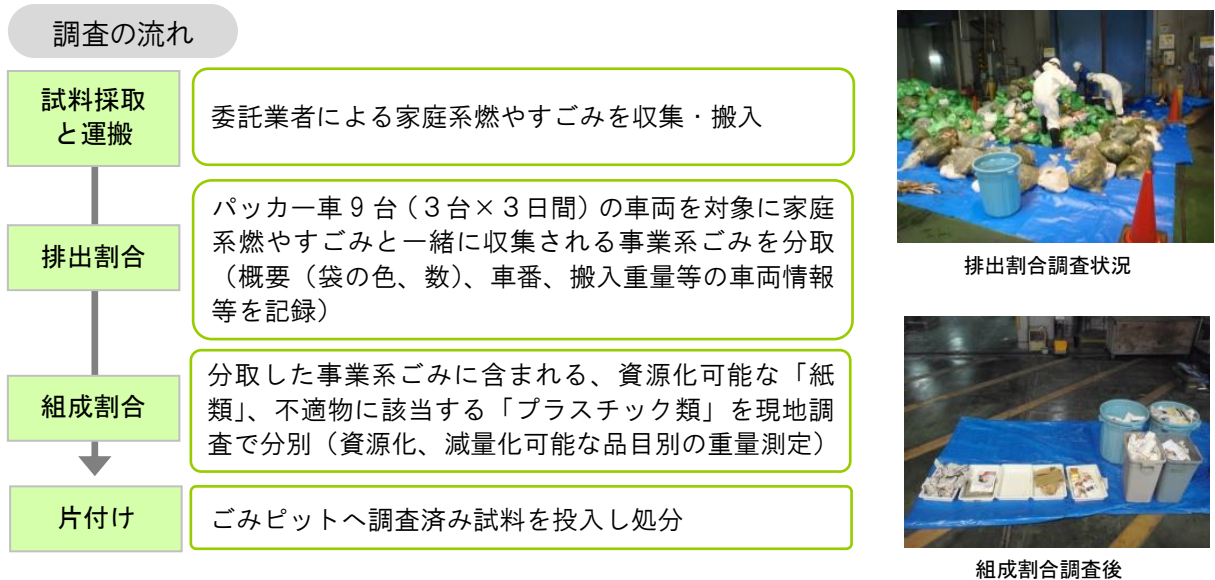 調査の流れ
試料採取
と運搬
委託業者による家庭系燃やすごみを収集・搬入
排出割合
パッカー車９台（３台×３日間）の車両を対象に家庭
系燃やすごみと一緒に収集される事業系ごみを分取
（概要（袋の色、数）、車番、搬入重量等の車両情報
等を記録）
組成割合
分取した事業系ごみに含まれる、資源化可能な「紙
類」、不適物に該当する「プラスチック類」を現地調
査で分別（資源化、減量化可能な品目別の重量測定）
片付け
ごみピットへ調査済み試料を投入し処分
排出割合調査状況
組成割合調査後